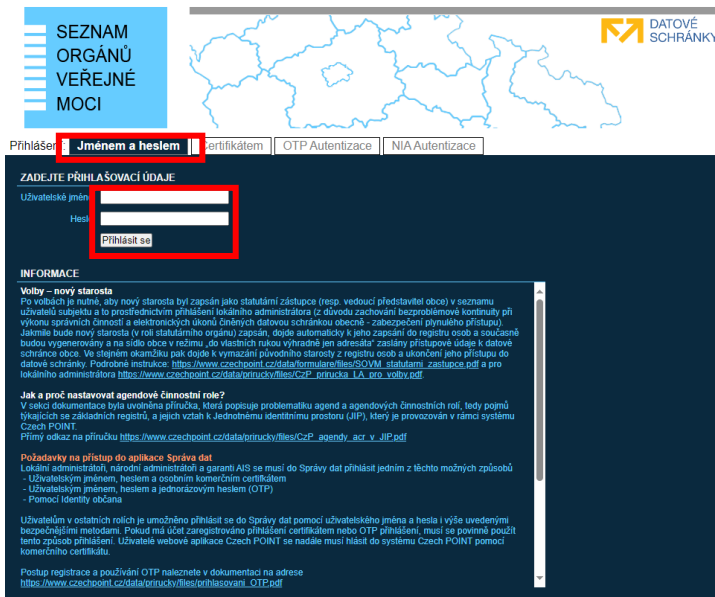 SEZNAM
ORGÁNŮ
VEŘEJNÉ
MOCI
DATOVÉ
SCHRÁNKY
Přihlášen : Jménem a heslem Certifikátem OTP Autentizace NIA Autentizace
ZADEJTE PŘIHLAŠOVACÍ ÚDAJE
Uživatelské jmén
Hesl
Přihlásit se
INFORMACE
Volby – nový starosta
Po volbách je nutné, aby nový starosta byl zapsán jako statutární zástupce (resp. vedoucí představitel obce) v seznamu
uživatelů subjektu a to prostřednictvím přihlášení lokálního administrátora (z důvodu zachování bezproblémové kontinuity při
výkonu správních činností a elektronických úkonů činěných datovou schránkou obecně - zabezpečení plynulého přístupu).
Jakmile bude nový starosta (v roli statutárního orgánu) zapsán, dojde automaticky k jeho zapsání do registru osob a současně
budou vygenerovány a na sídlo obce v režimu „do vlastních rukou výhradně jen adresáta" zaslány přístupové údaje k datové
schránce obce. Ve stejném okamžiku pak dojde k vymazání původního starosty z registru osob a ukončení jeho přístupu do
datové schránky. Podrobné instrukce: https://www.czechpoint.cz/data/formulare/files/SOVM_statutarni_zastupce.pdf a pro
lokálního administrátora https://www.czechpoint.cz/data/prirucky/files/CzP_prirucka_LA_pro_volby.pdf.
Jak a proč nastavovat agendové činnostní role?
V sekci dokumentace byla uvolněna příručka, která popisuje problematiku agend a agendových činnostních rolí, tedy pojmů
týkajících se základních registrů, a jejich vztah k Jednotnému identitnímu prostoru (JIP), který je provozován v rámci systému
Czech POINT.
Přímý odkaz na příručku https://www.czechpoint.cz/data/prirucky/files/CzP_agendy_acr_v_JIP.pdf
Požadavky na přístup do aplikace Správa dat
Lokální administrátoři, národní administrátoři a garanti AIS se musí do Správy dat přihlásit jedním z těchto možných způsobů
- Uživatelským jménem, heslem a osobním komerčním certifkátem
- Uživatelským jménem, heslem a jednorázovým heslem (OTP)
- Pomocí Identity občana
Uživatelům v ostatních rolích je umožněno přihlásit se do Správy dat pomocí uživatelského jména a hesla i výše uvedenými
bezpečnějšími metodami. Pokud má účet zaregistrováno přihlášení certifikátem nebo OTP přihlášení, musí se povinně použít
tento způsob přihlášení. Uživatelé webové aplikace Czech POINT se nadále musí hlásit do systému Czech POINT pomocí
komerčního certifikátu.
Postup registrace a používání OTP naleznete v dokumentaci na adrese
https://www.czechpoint.cz/data/prirucky/files/prihlasovani_OTP.pdf